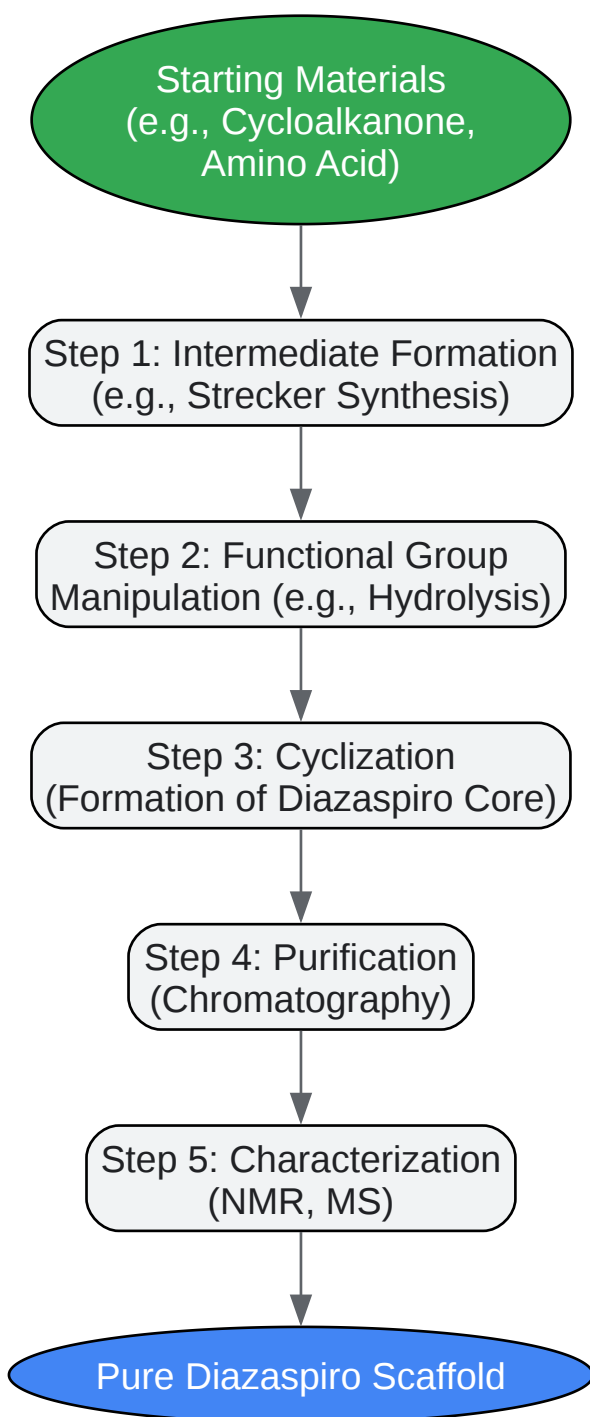 Starting Materials
(e.g., Cycloalkanone,
Amino Acid)
Step 1: Intermediate Formation
(e.g., Strecker Synthesis)
Step 2: Functional Group
Manipulation (e.g., Hydrolysis)
Step 3: Cyclization
(Formation of Diazaspiro Core)
Step 4: Purification
(Chromatography)
Step 5: Characterization
(NMR, MS)
Pure Diazaspiro Scaffold